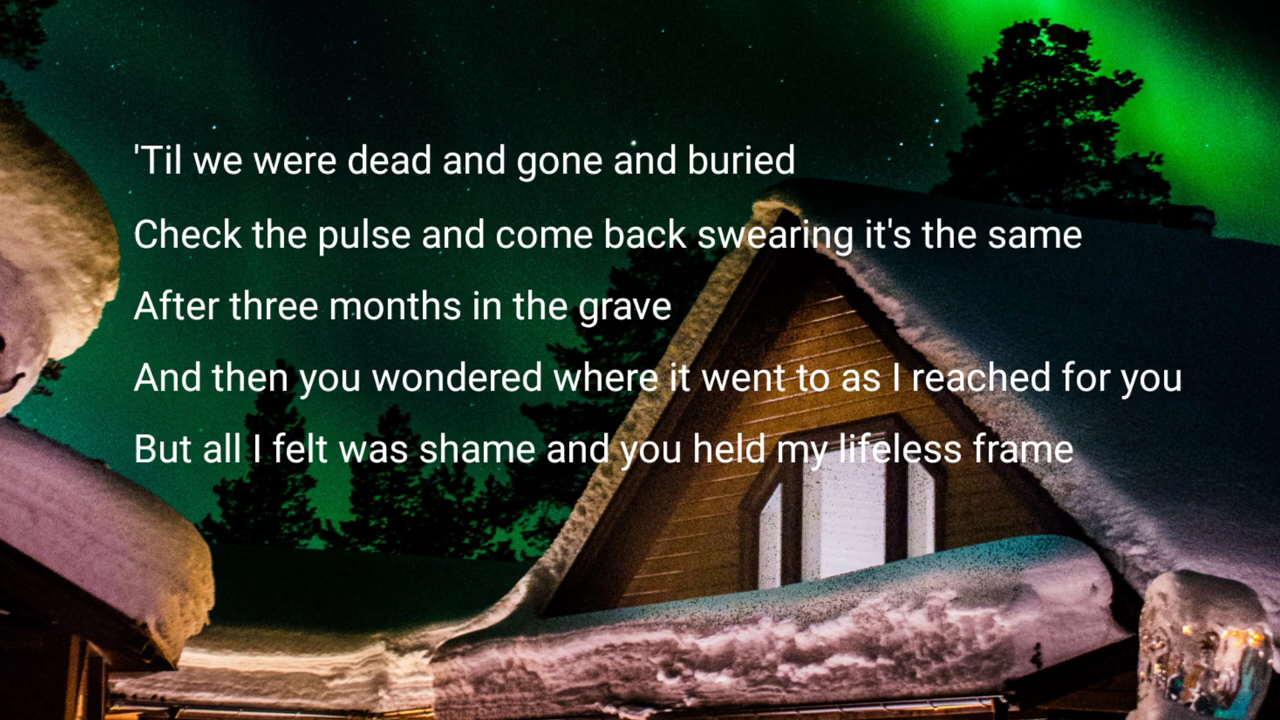 'Til we were dead and gone and buried
Check the pulse and come back swearing it's the same
After three months in the grave
And then you wondered where it went to as I reached for you
But all I felt was shame and you held my lifeless frame